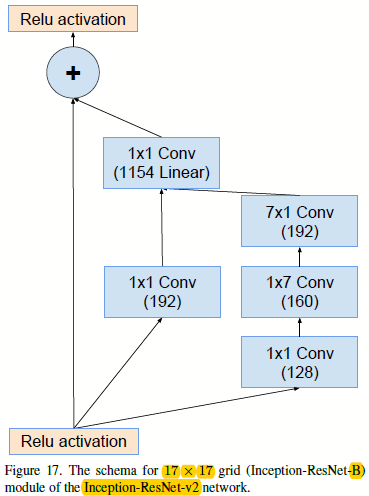 Relu activation
+
1x1 Conv
(1154 Linear)
7x1 Conv
(192)
1x1 Conv
(192)
1x7 Conv
(160)
1x1 Conv
(128)
Relu activation
Figure 17. The schema for 17 × 17 grid (Inception-ResNet-B)
module of the Inception-ResNet-v2 network.